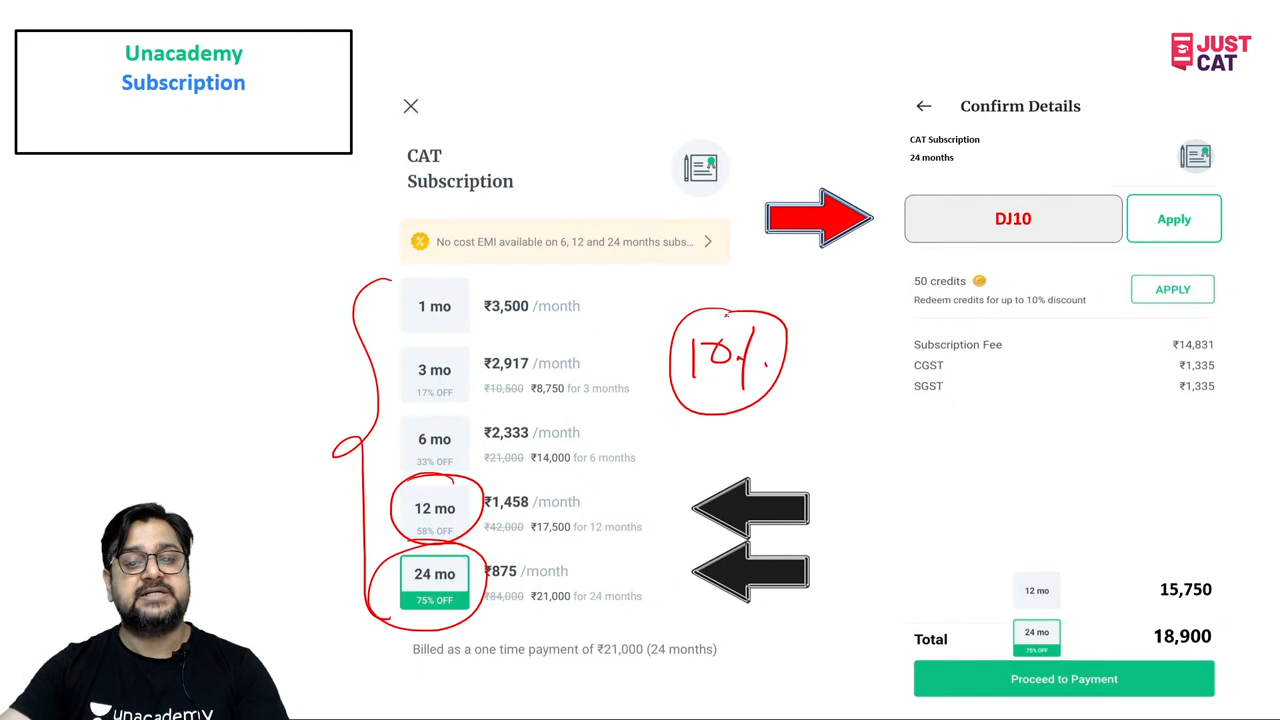 Unacademy
Subscription
JUST
CAT
CAT
Subscription
No cost EMI available on 6, 12 and 24 months subs...
1 mo
₹3,500 /month
3 mo
17% OFF
₹2,917 /month
₹10,500 ₹8,750 for 3 months
6 mo
33% OFF
₹2,333 /month
₹21,000 ₹14,000 for 6 months
12 mo
58% OFF
₹1,458 /month
₹42,000 ₹17,500 for 12 months
24 mo
75% OFF
₹875 /month
₹84,000 ₹21,000 for 24 months
Billed as a one time payment of ₹21,000 (24 months)
10%
Confirm Details
CAT Subscription
24 months
DJ10
Apply
50 credits
Redeem credits for up to 10% discount
APPLY
Subscription Fee ₹14,831
CGST ₹1,335
SGST ₹1,335
12 mo 15,750
Total 24 mo 18,900
75% OFF
Proceed to Payment
unacademy